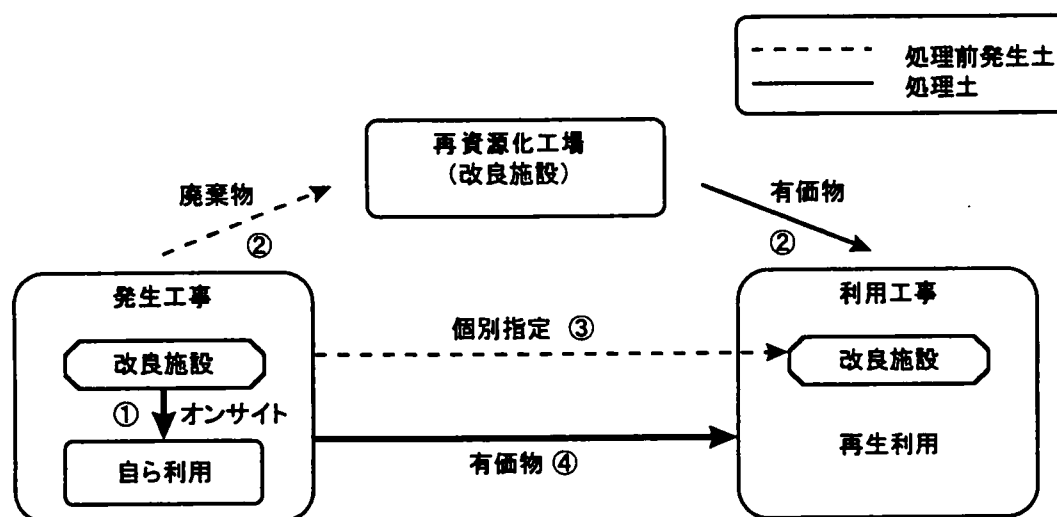 処理前発生土
処理土
再資源化工場
(改良施設)
廃棄物
②
有価物
②
発生工事
改良施設
① オンサイト
自ら利用
個別指定 ③
有価物 ④
利用工事
改良施設
再生利用